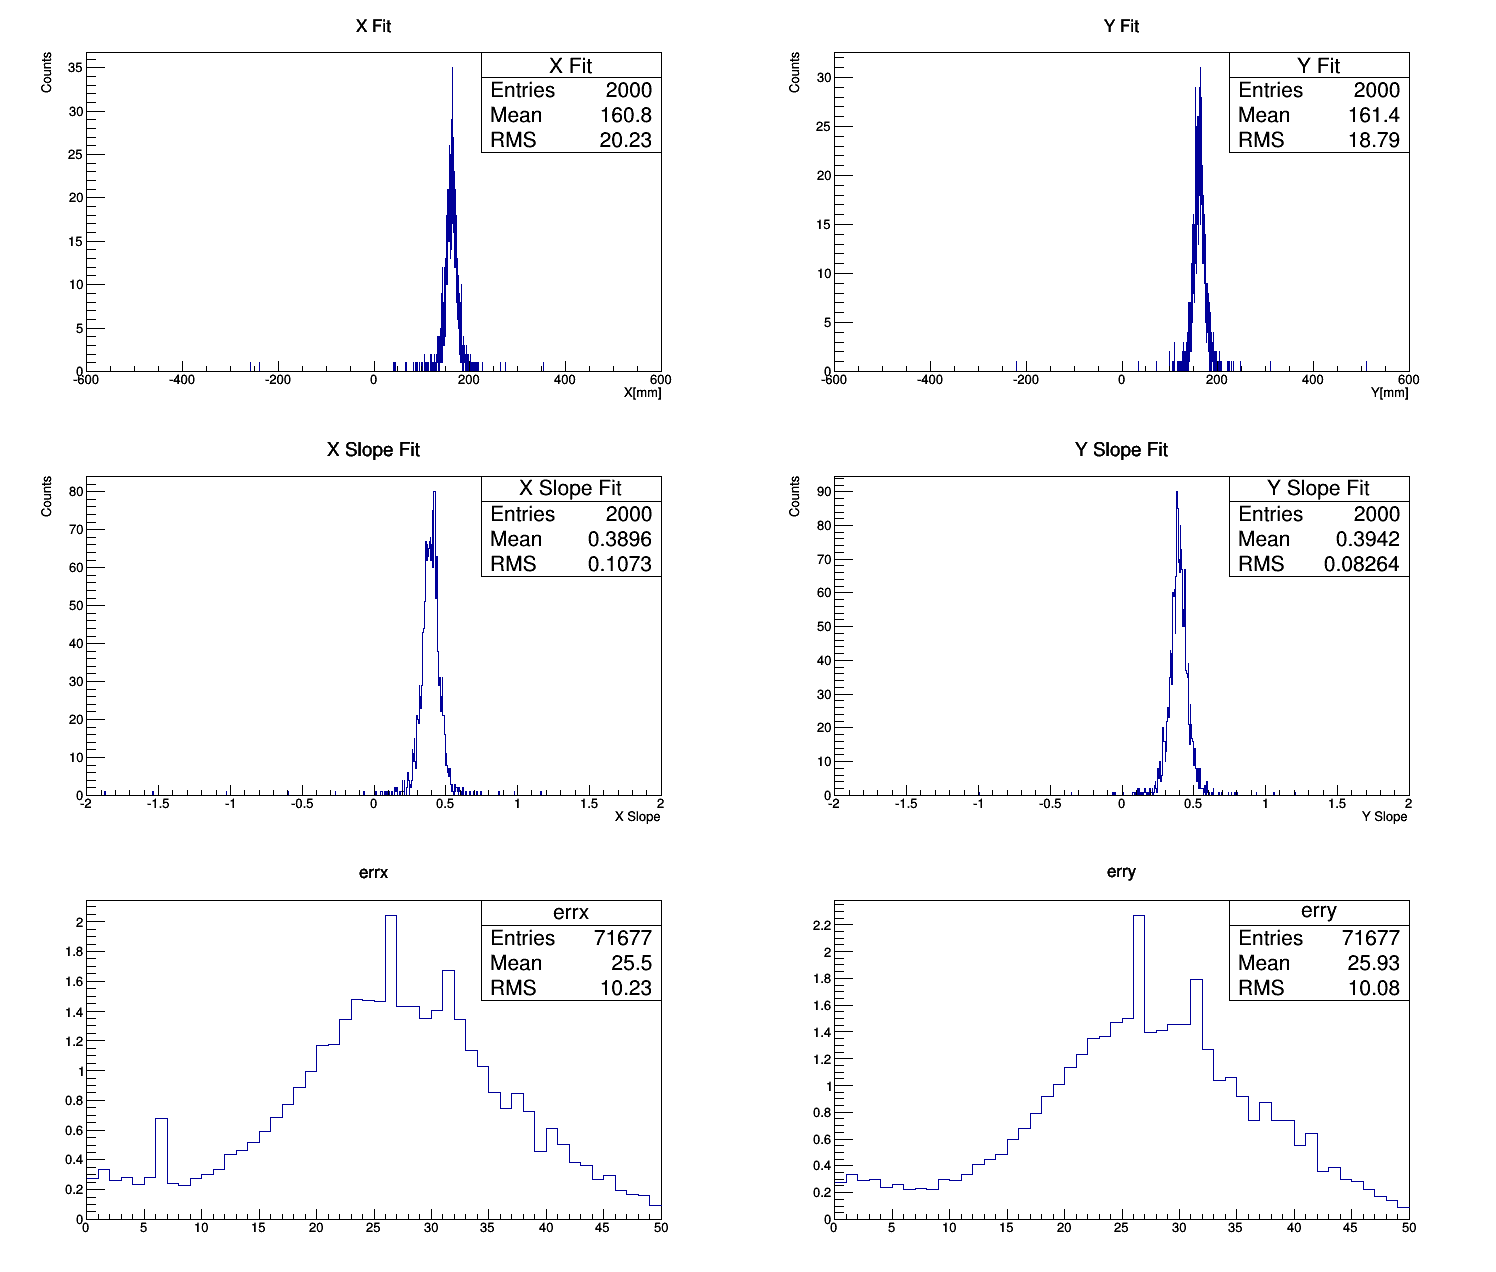 X Fit
Counts
X Fit
Entries 2000
Mean 160.8
RMS 20.23
35
30
25
20
15
10
5
0
-600 -400 -200 0 200 400 600
X[mm]
Y Fit
Counts
Y Fit
Entries 2000
Mean 161.4
RMS 18.79
30
25
20
15
10
5
0
-600 -400 -200 0 200 400 600
Y[mm]
X Slope Fit
Counts
X Slope Fit
Entries 2000
Mean 0.3896
RMS 0.1073
80
70
60
50
40
30
20
10
0
-2 -1.5 -1 -0.5 0 0.5 1 1.5 2
X Slope
Y Slope Fit
Counts
Y Slope Fit
Entries 2000
Mean 0.3942
RMS 0.08264
90
80
70
60
50
40
30
20
10
0
-2 -1.5 -1 -0.5 0 0.5 1 1.5 2
Y Slope
errx
errx
Entries 71677
Mean 25.5
RMS 10.23
2
1.8
1.6
1.4
1.2
1
0.8
0.6
0.4
0.2
0
0 5 10 15 20 25 30 35 40 45 50
erry
erry
Entries 71677
Mean 25.93
RMS 10.08
2.2
2
1.8
1.6
1.4
1.2
1
0.8
0.6
0.4
0.2
0
0 5 10 15 20 25 30 35 40 45 50